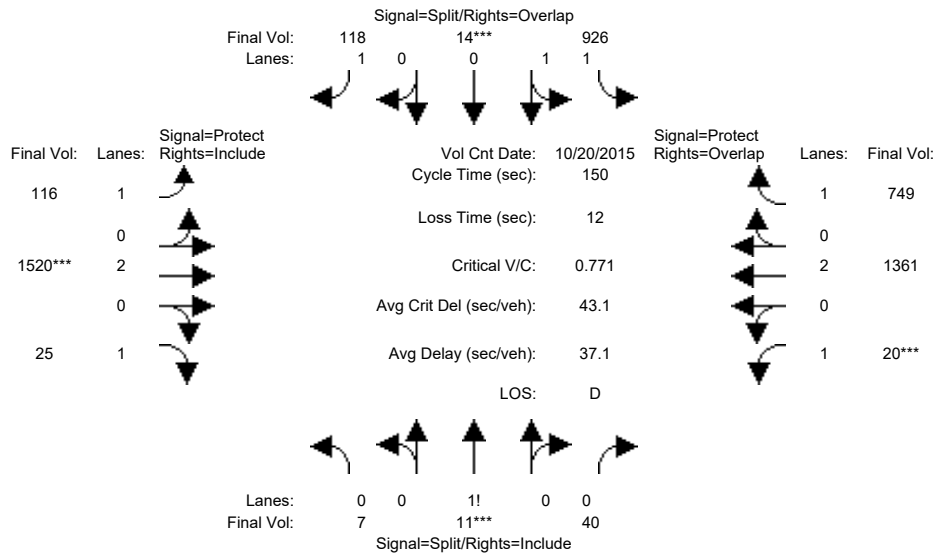 Signal=Split/Rights=Overlap
Final Vol: 118 14*** 926
Lanes: 1 0 0 1 1
Signal=Protect
Final Vol: Lanes: Rights=Include
Vol Cnt Date: 10/20/2015
Signal=Protect
Rights=Overlap Lanes: Final Vol:
Cycle Time (sec): 150
116 1
1 749
Loss Time (sec): 12
0
0
1520*** 2
Critical V/C: 0.771
2 1361
0
Avg Crit Del (sec/veh): 43.1
0
25 1
Avg Delay (sec/veh): 37.1
1 20***
LOS: D
Lanes: 0 0 1! 0 0
Final Vol: 7 11*** 40
Signal=Split/Rights=Include